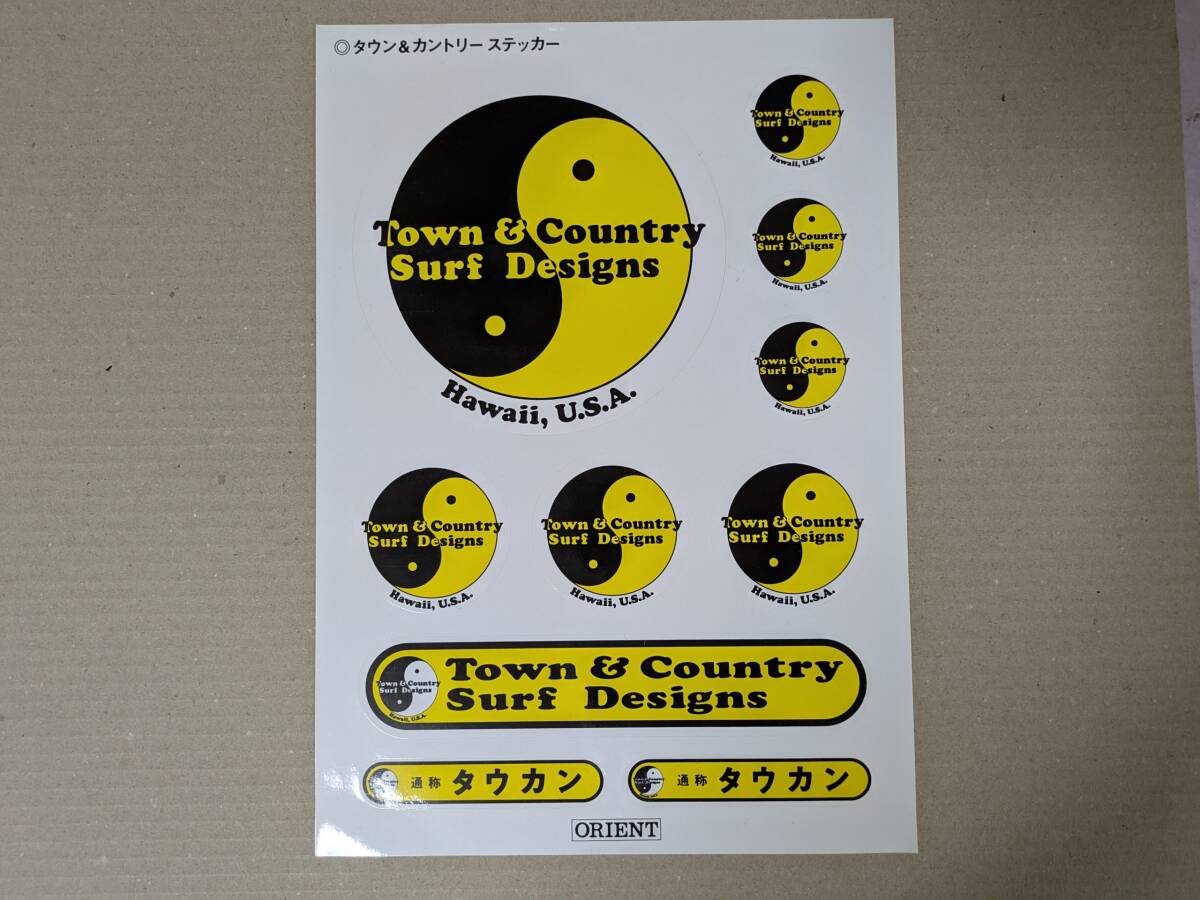 ◎タウン&カントリー ステッカー
Town & Country
Surf Designs
Hawaii, U.S.A.
Town & Country
Surf Designs
Hawaii, U.S.A.
Town & Country
Surf Designs
Hawaii, U.S.A.
Town & Country
Surf Designs
Hawaii, U.S.A.
Town & Country
Surf Designs
Hawaii, U.S.A.
Town & Country
Surf Designs
Hawaii, U.S.A.
Town & Country
Surf Designs
Hawaii, U.S.A.
Town & Country
Surf Designs
Hawaii, U.S.A.
Town & Country
Surf Designs
通称 タウカン
通称 タウカン
ORIENT